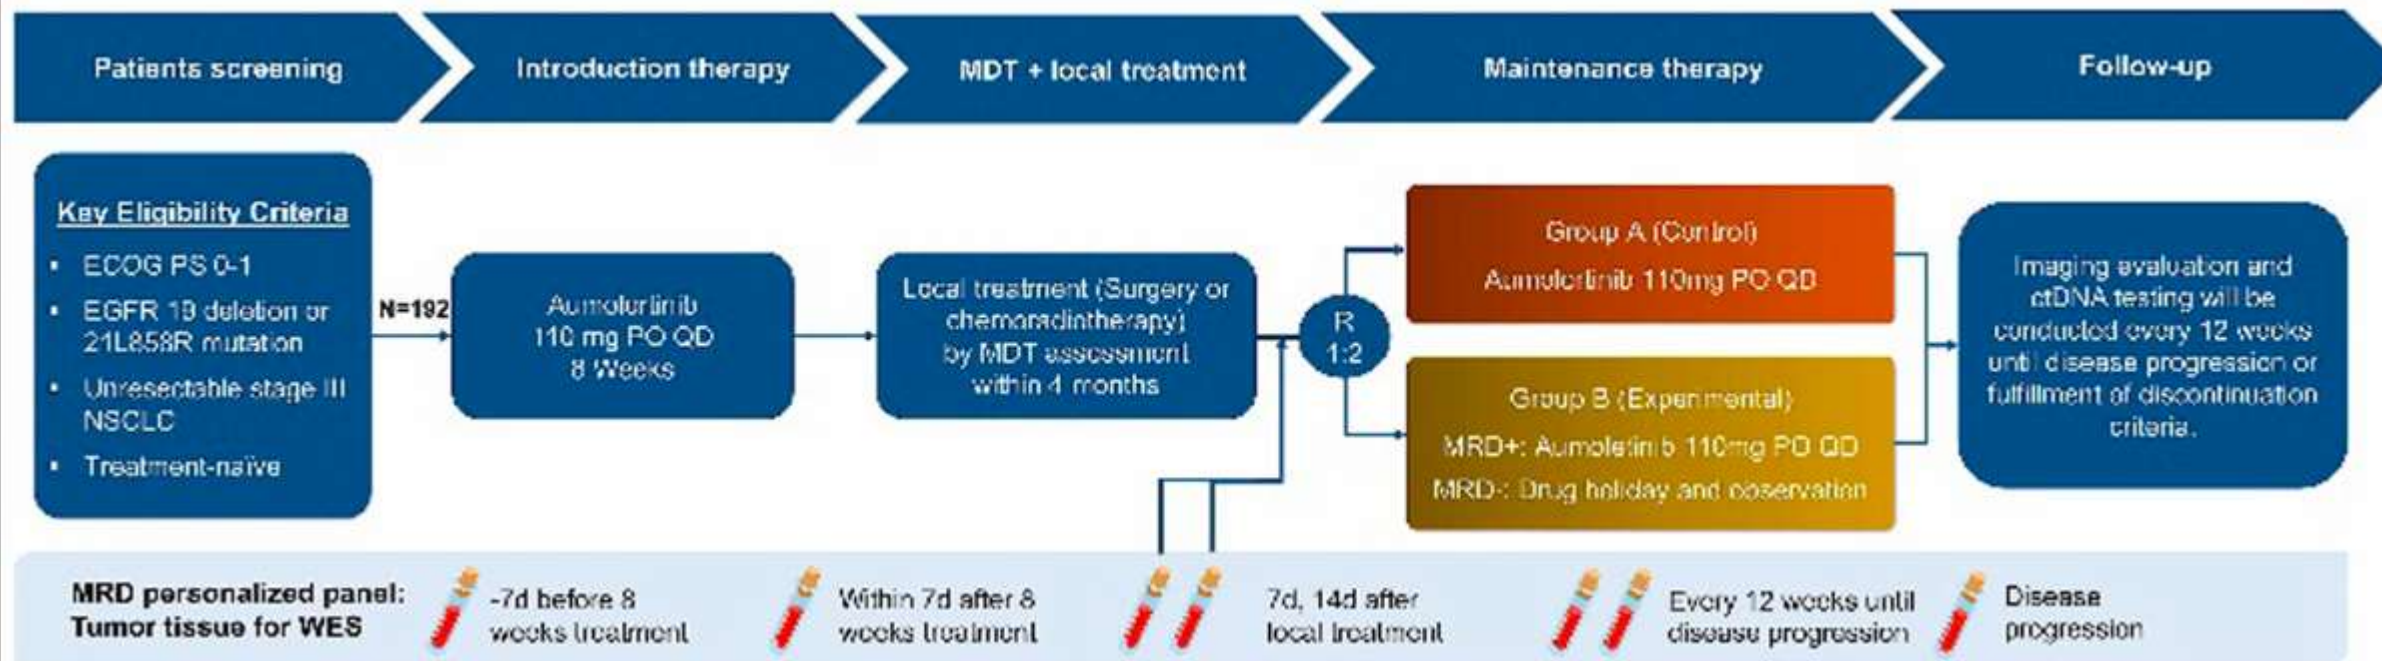 Patients screening
Introduction therapy
MDT + local treatment
Maintenance therapy
Follow-up
Key Eligibility Criteria
▪ ECOG PS 0-1
▪ EGFR 19 deletion or
21L858R mutation
▪ Unresectable stage III
NSCLC
▪ Treatment-naïve
N=192
Aumolertinib
110 mg PO QD
8 Weeks
Local treatment (Surgery or
chemoradiotherapy)
by MDT assessment
within 4 months
R
1:2
Group A (Control)
Aumolertinib 110mg PO QD
Group B (Experimental)
MRD+: Aumoletinib 110mg PO QD
MRD-: Drug holiday and observation
Imaging evaluation and
ctDNA testing will be
conducted every 12 weeks
until disease progression or
fulfillment of discontinuation
criteria.
MRD personalized panel:
Tumor tissue for WES
-7d before 8
weeks treatment
Within 7d after 8
weeks treatment
7d, 14d after
local treatment
Every 12 weeks until
disease progression
Disease
progression